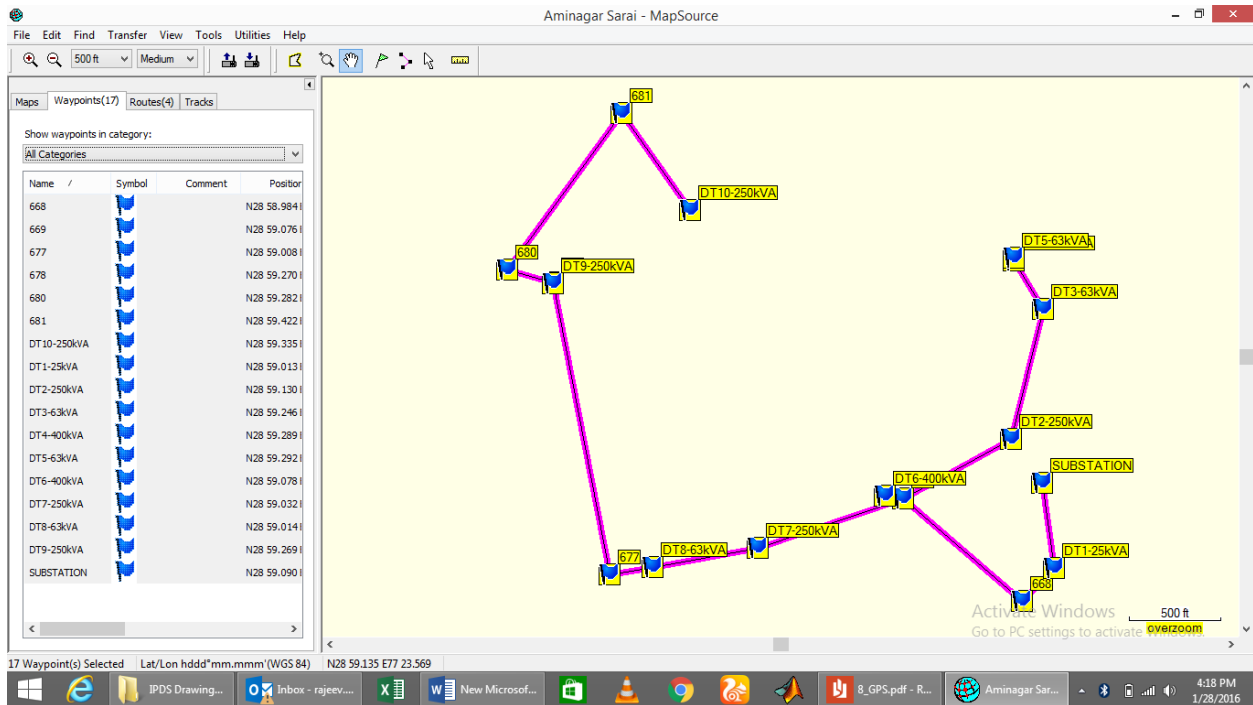 Aminagar Sarai - MapSource
File Edit Find Transfer View Tools Utilities Help
500 ft Medium
Maps Waypoints(17) Routes(4) Tracks
Show waypoints in category:
All Categories
Name / Symbol Comment Position
668 N28 58.984
669 N28 59.076
677 N28 59.008
678 N28 59.270
680 N28 59.282
681 N28 59.422
DT10-250kVA N28 59.335
DT1-25kVA N28 59.013
DT2-250kVA N28 59.130
DT3-63kVA N28 59.246
DT4-400kVA N28 59.289
DT5-63kVA N28 59.292
DT6-400kVA N28 59.078
DT7-250kVA N28 59.032
DT8-63kVA N28 59.014
DT9-250kVA N28 59.269
SUBSTATION N28 59.090
681
DT10-250kVA
DT5-63kVA
680
DT9-250kVA
DT3-63kVA
DT2-250kVA
SUBSTATION
DT6-400kVA
DT7-250kVA
677 DT8-63kVA
DT1-25kVA
668
Activate Windows
Go to PC settings to activate Windows.
500 ft
overzoom
17 Waypoint(s) Selected Lat/Lon hddd°mm.mmm'(WGS 84) N28 59.135 E77 23.569
IPDS Drawing... Inbox - rajeev.... New Microsof... 8_GPS.pdf - R... Aminagar Sar... 4:18 PM
1/28/2016